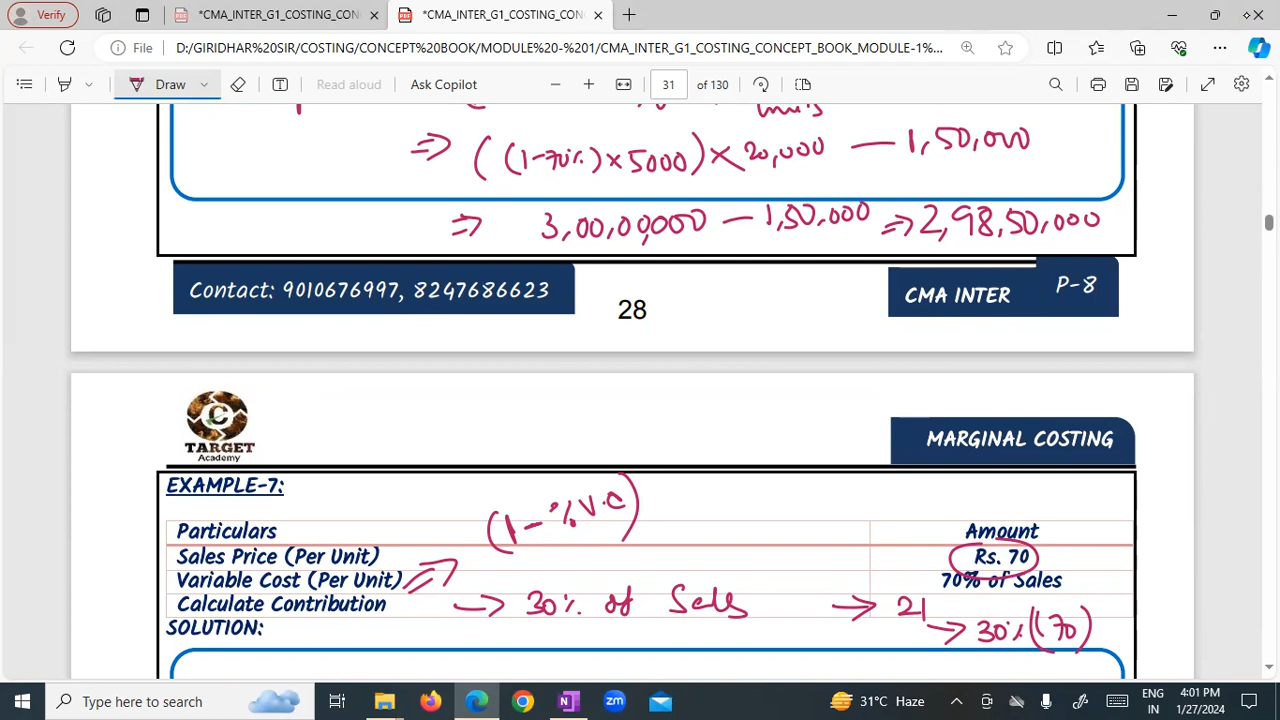 Verify
*CMA_INTER_G1_COSTING_CON
*CMA_INTER_G1_COSTING_CON
File
D:/GIRIDHAR%20SIR/COSTING/CONCEPT%20BOOK/MODULE%20-%201/CMA_INTER_G1_COSTING_CONCEPT_BOOK_MODULE-1%...
Draw
Read aloud
Ask Copilot
31 of 130
=> ((1-70%)×5000)×20,000 — 1,50,000
=> 3,00,00,000 — 1,50,000 => 2,98,50,000
Contact: 9010676997, 8247686623
28
CMA INTER P-8
TARGET
Academy
MARGINAL COSTING
EXAMPLE-7:
(1-%V.C)
Particulars Amount
Sales Price (Per Unit) Rs. 70
Variable Cost (Per Unit) 70% of Sales
Calculate Contribution → 30% of Sales → 21
→ 30%(70)
SOLUTION:
Type here to search
31°C Haze
ENG
IN
4:01 PM
1/27/2024